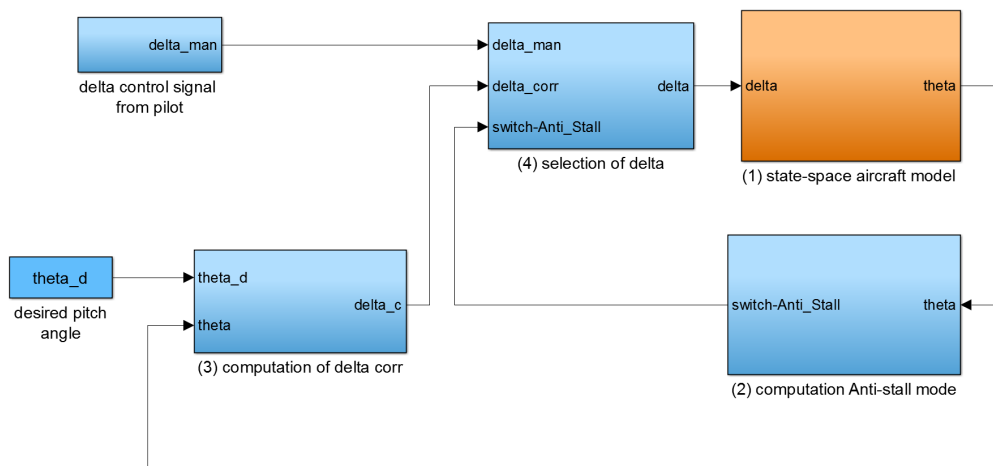 delta_man
delta control signal
from pilot
delta_man
delta_corr
switch-Anti_Stall
delta
(4) selection of delta
delta
theta
(1) state-space aircraft model
theta_d
desired pitch
angle
theta_d
theta
delta_c
(3) computation of delta corr
switch-Anti_Stall
theta
(2) computation Anti-stall mode